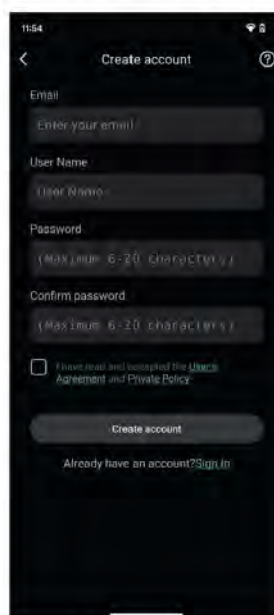 11:54
Create account
Email
Enter your email
User Name
User Name
Password
(Maximum 6-20 characters)
Confirm password
(Maximum 6-20 characters)
I have read and accepted the User's
Agreement and Private Policy
Create account
Already have an account?Sign In